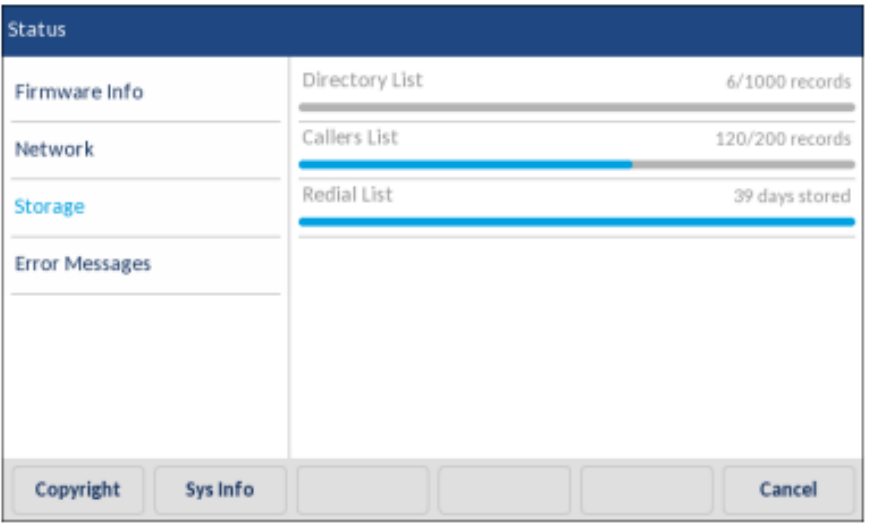 Status
Firmware Info
Network
Storage
Error Messages
Directory List 6/1000 records
Callers List 120/200 records
Redial List 39 days stored
Copyright Sys Info Cancel